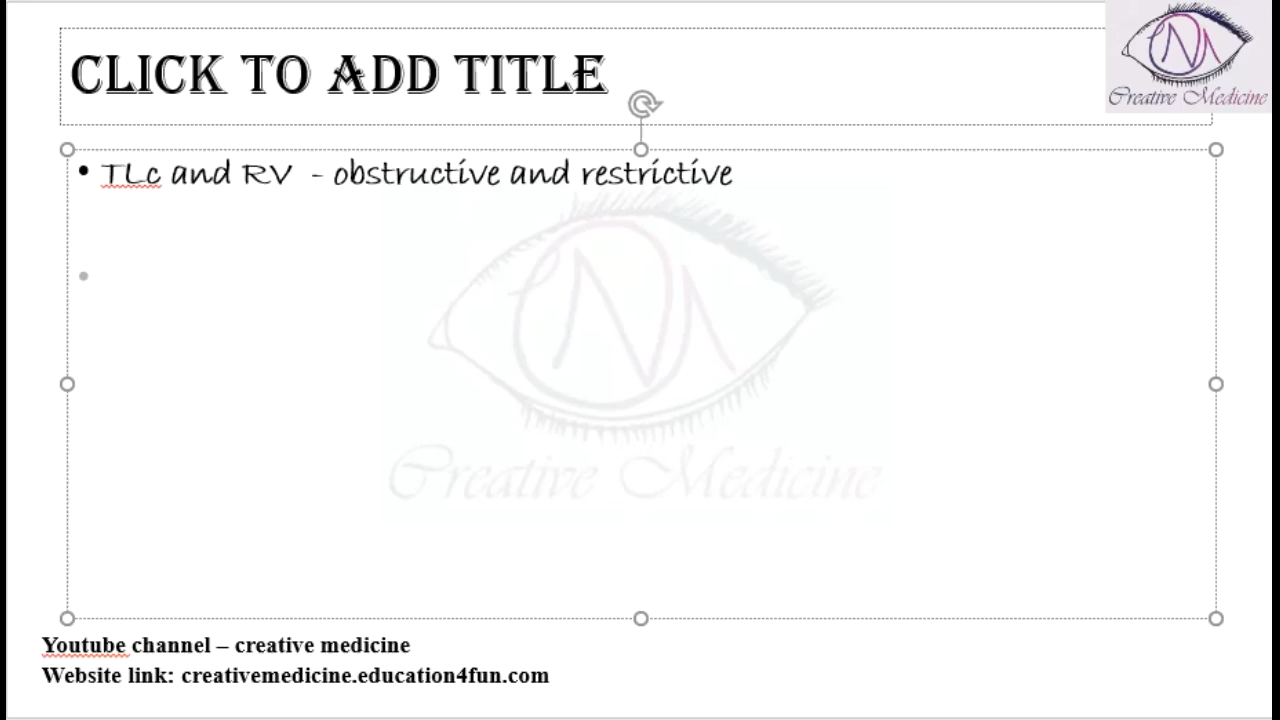 CLICK TO ADD TITLE
Creative Medicine
• TLc and RV - obstructive and restrictive
•
Creative Medicine
Youtube channel – creative medicine
Website link: creativemedicine.education4fun.com